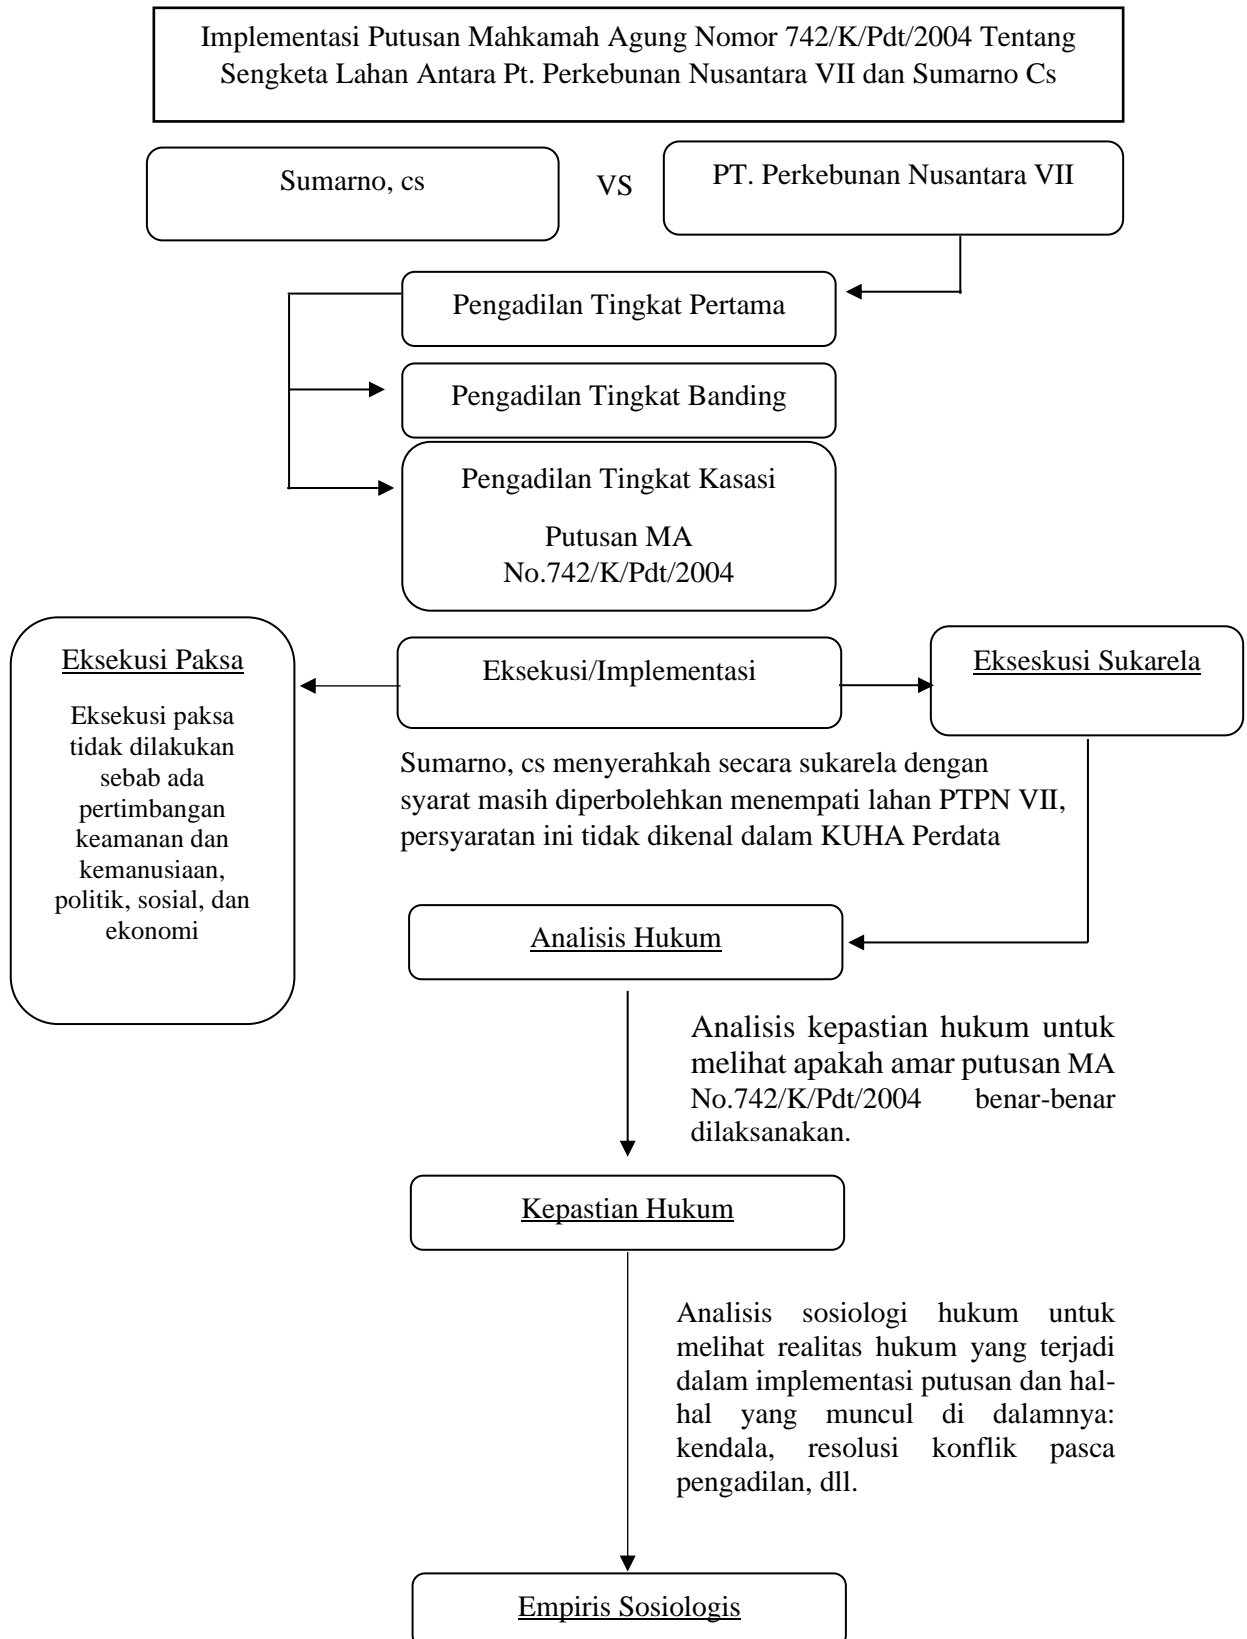 Implementasi Putusan Mahkamah Agung Nomor 742/K/Pdt/2004 Tentang
Sengketa Lahan Antara Pt. Perkebunan Nusantara VII dan Sumarno Cs
Sumarno, cs
VS
PT. Perkebunan Nusantara VII
Pengadilan Tingkat Pertama
Pengadilan Tingkat Banding
Pengadilan Tingkat Kasasi
Putusan MA
No.742/K/Pdt/2004
Eksekusi Paksa
Eksekusi paksa
tidak dilakukan
sebab ada
pertimbangan
keamanan dan
kemanusiaan,
politik, sosial, dan
ekonomi
Eksekusi/Implementasi
Ekseskusi Sukarela
Sumarno, cs menyerahkah secara sukarela dengan
syarat masih diperbolehkan menempati lahan PTPN VII,
persyaratan ini tidak dikenal dalam KUHA Perdata
Analisis Hukum
Analisis kepastian hukum untuk
melihat apakah amar putusan MA
No.742/K/Pdt/2004 benar-benar
dilaksanakan.
Kepastian Hukum
Analisis sosiologi hukum untuk
melihat realitas hukum yang terjadi
dalam implementasi putusan dan hal-
hal yang muncul di dalamnya:
kendala, resolusi konflik pasca
pengadilan, dll.
Empiris Sosiologis